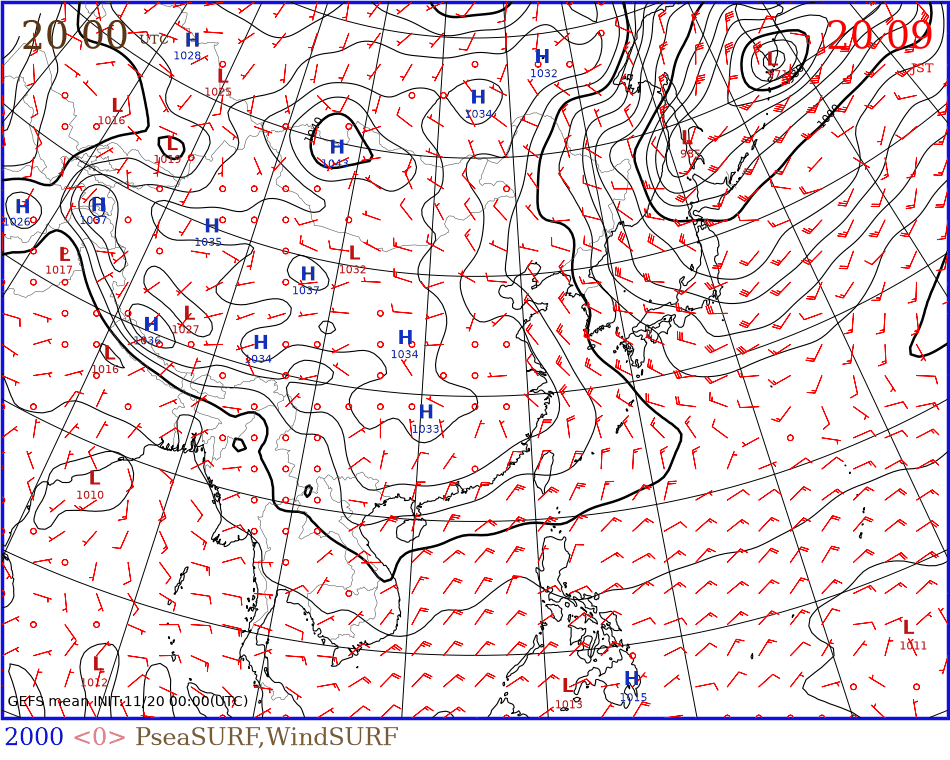 20 00 UTC
20.09 JST
H 1028
H 1032
L 1025
H 1034
L 1016
L 1019
1040
H 1043
H 1026
H 1037
H 1035
L 1017
L 1032
H 1037
L 1027
H 1036
H 1034
H 1034
L 1016
H 1033
L 1010
L 1011
L 1012
L 1013
H 1015
GEFS mean INIT:11/20 00:00(UTC)
2000 <0> PseaSURF,WindSURF